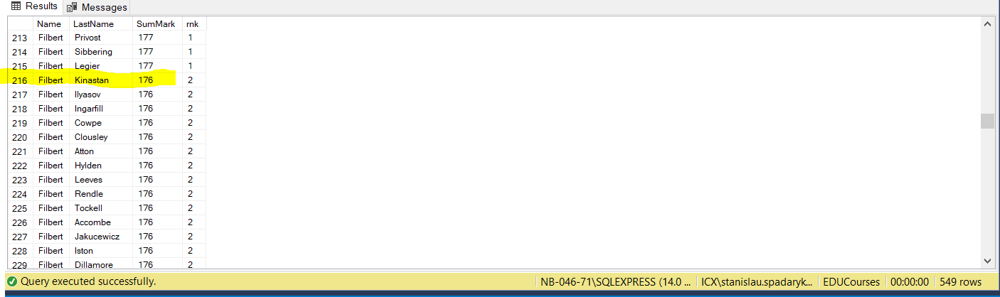 Results Messages
Name LastName SumMark rnk
213 Filbert Privost 177 1
214 Filbert Sibbering 177 1
215 Filbert Legier 177 1
216 Filbert Kinastan 176 2
217 Filbert Ilyasov 176 2
218 Filbert Ingarfill 176 2
219 Filbert Cowpe 176 2
220 Filbert Clousley 176 2
221 Filbert Atton 176 2
222 Filbert Hylden 176 2
223 Filbert Leeves 176 2
224 Filbert Rendle 176 2
225 Filbert Tockell 176 2
226 Filbert Accombe 176 2
227 Filbert Jakucewicz 176 2
228 Filbert Iston 176 2
229 Filbert Dillamore 176 2
Query executed successfully. NB-046-71\SQLEXPRESS (14.0 ... ICX\stanislau.spadaryk... EDUCourses 00:00:00 549 rows